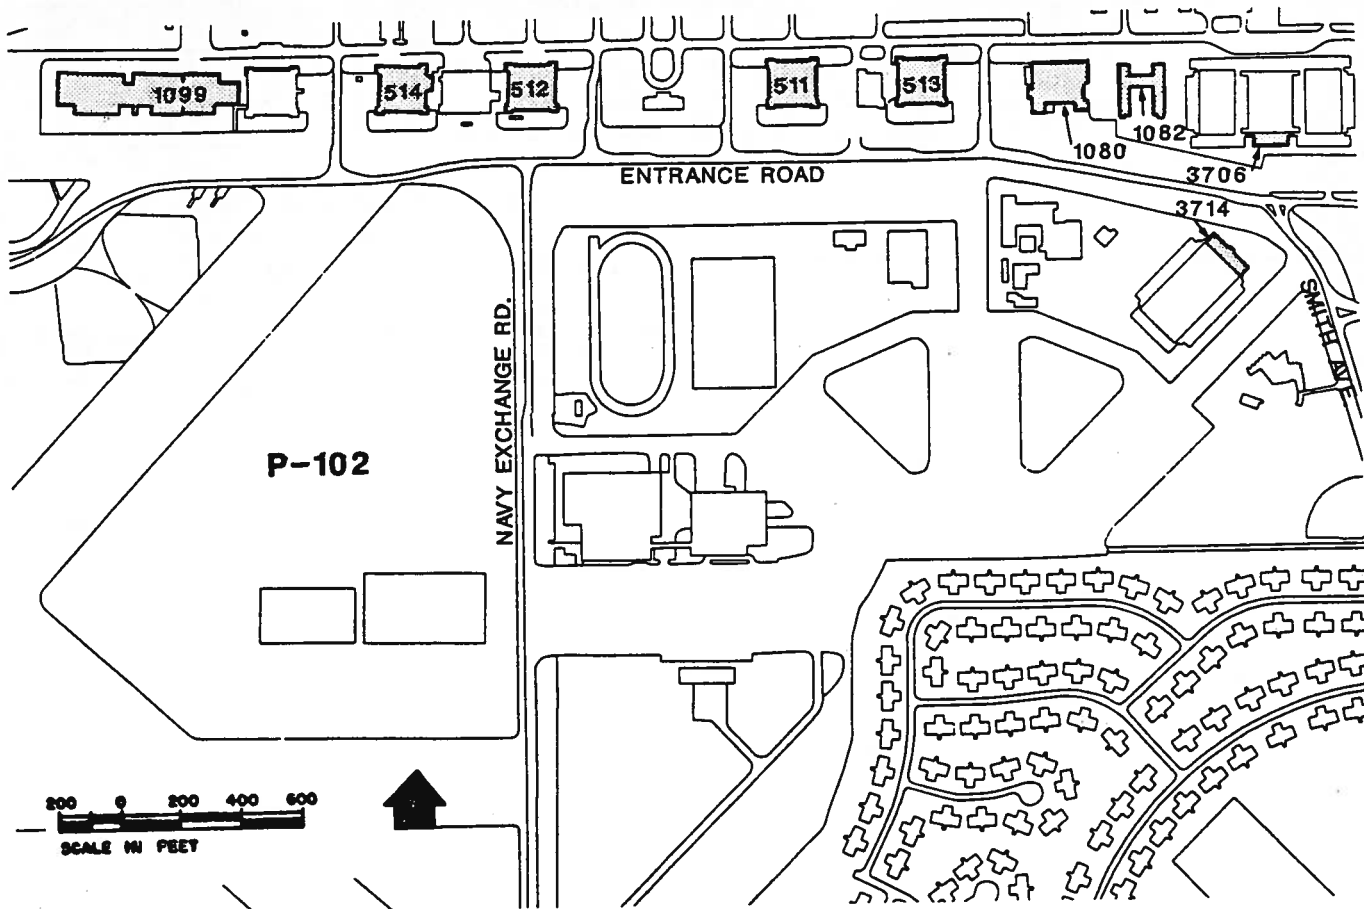 1099
514
512
511
513
1080
1082
3706
3714
ENTRANCE ROAD
SMITH AVE
NAVY EXCHANGE RD.
P-102
200 0 200 400 600
SCALE IN FEET